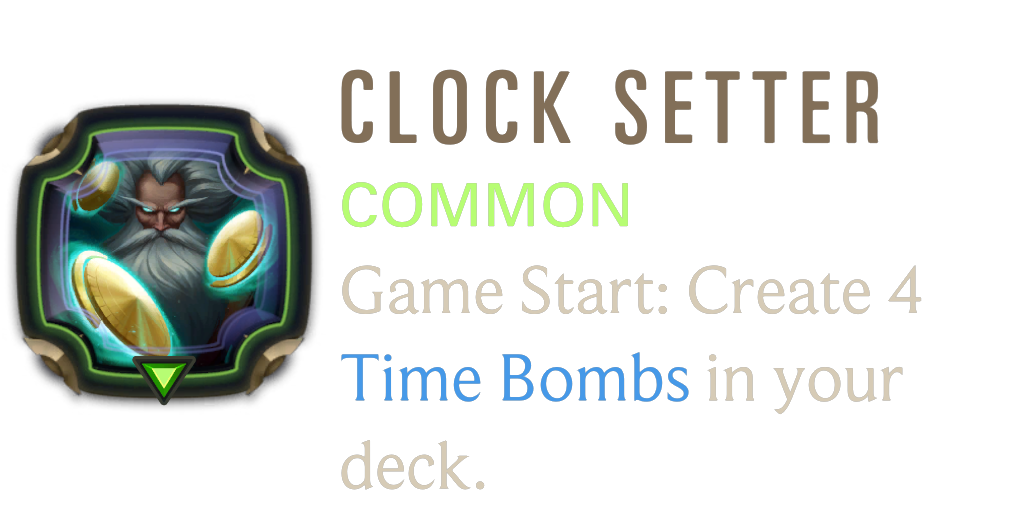 CLOCK SETTER
COMMON
Game Start: Create 4
Time Bombs in your
deck.